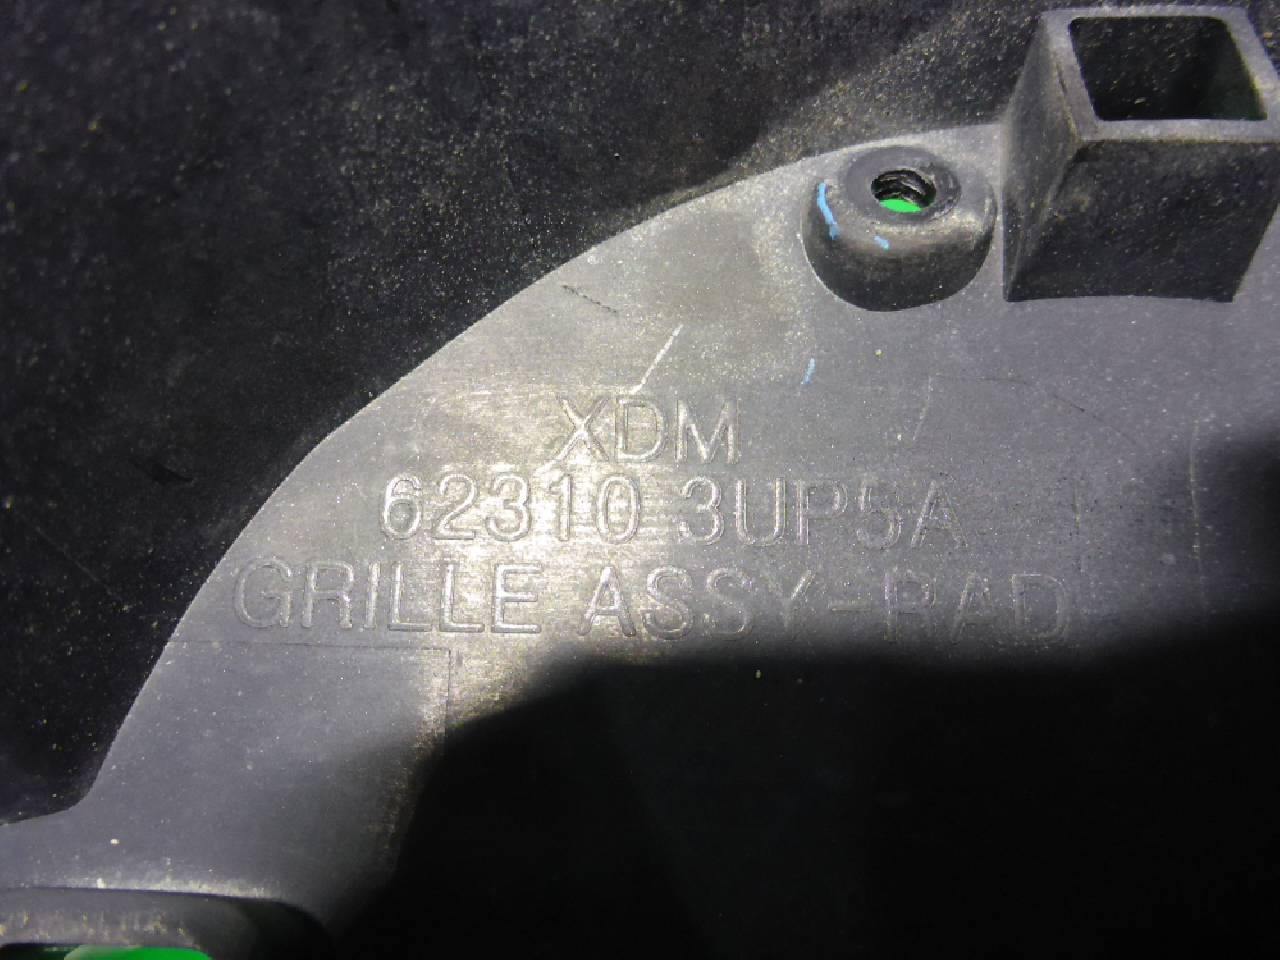 XDM
62310 3UP5A
GRILLE ASSY-RAD